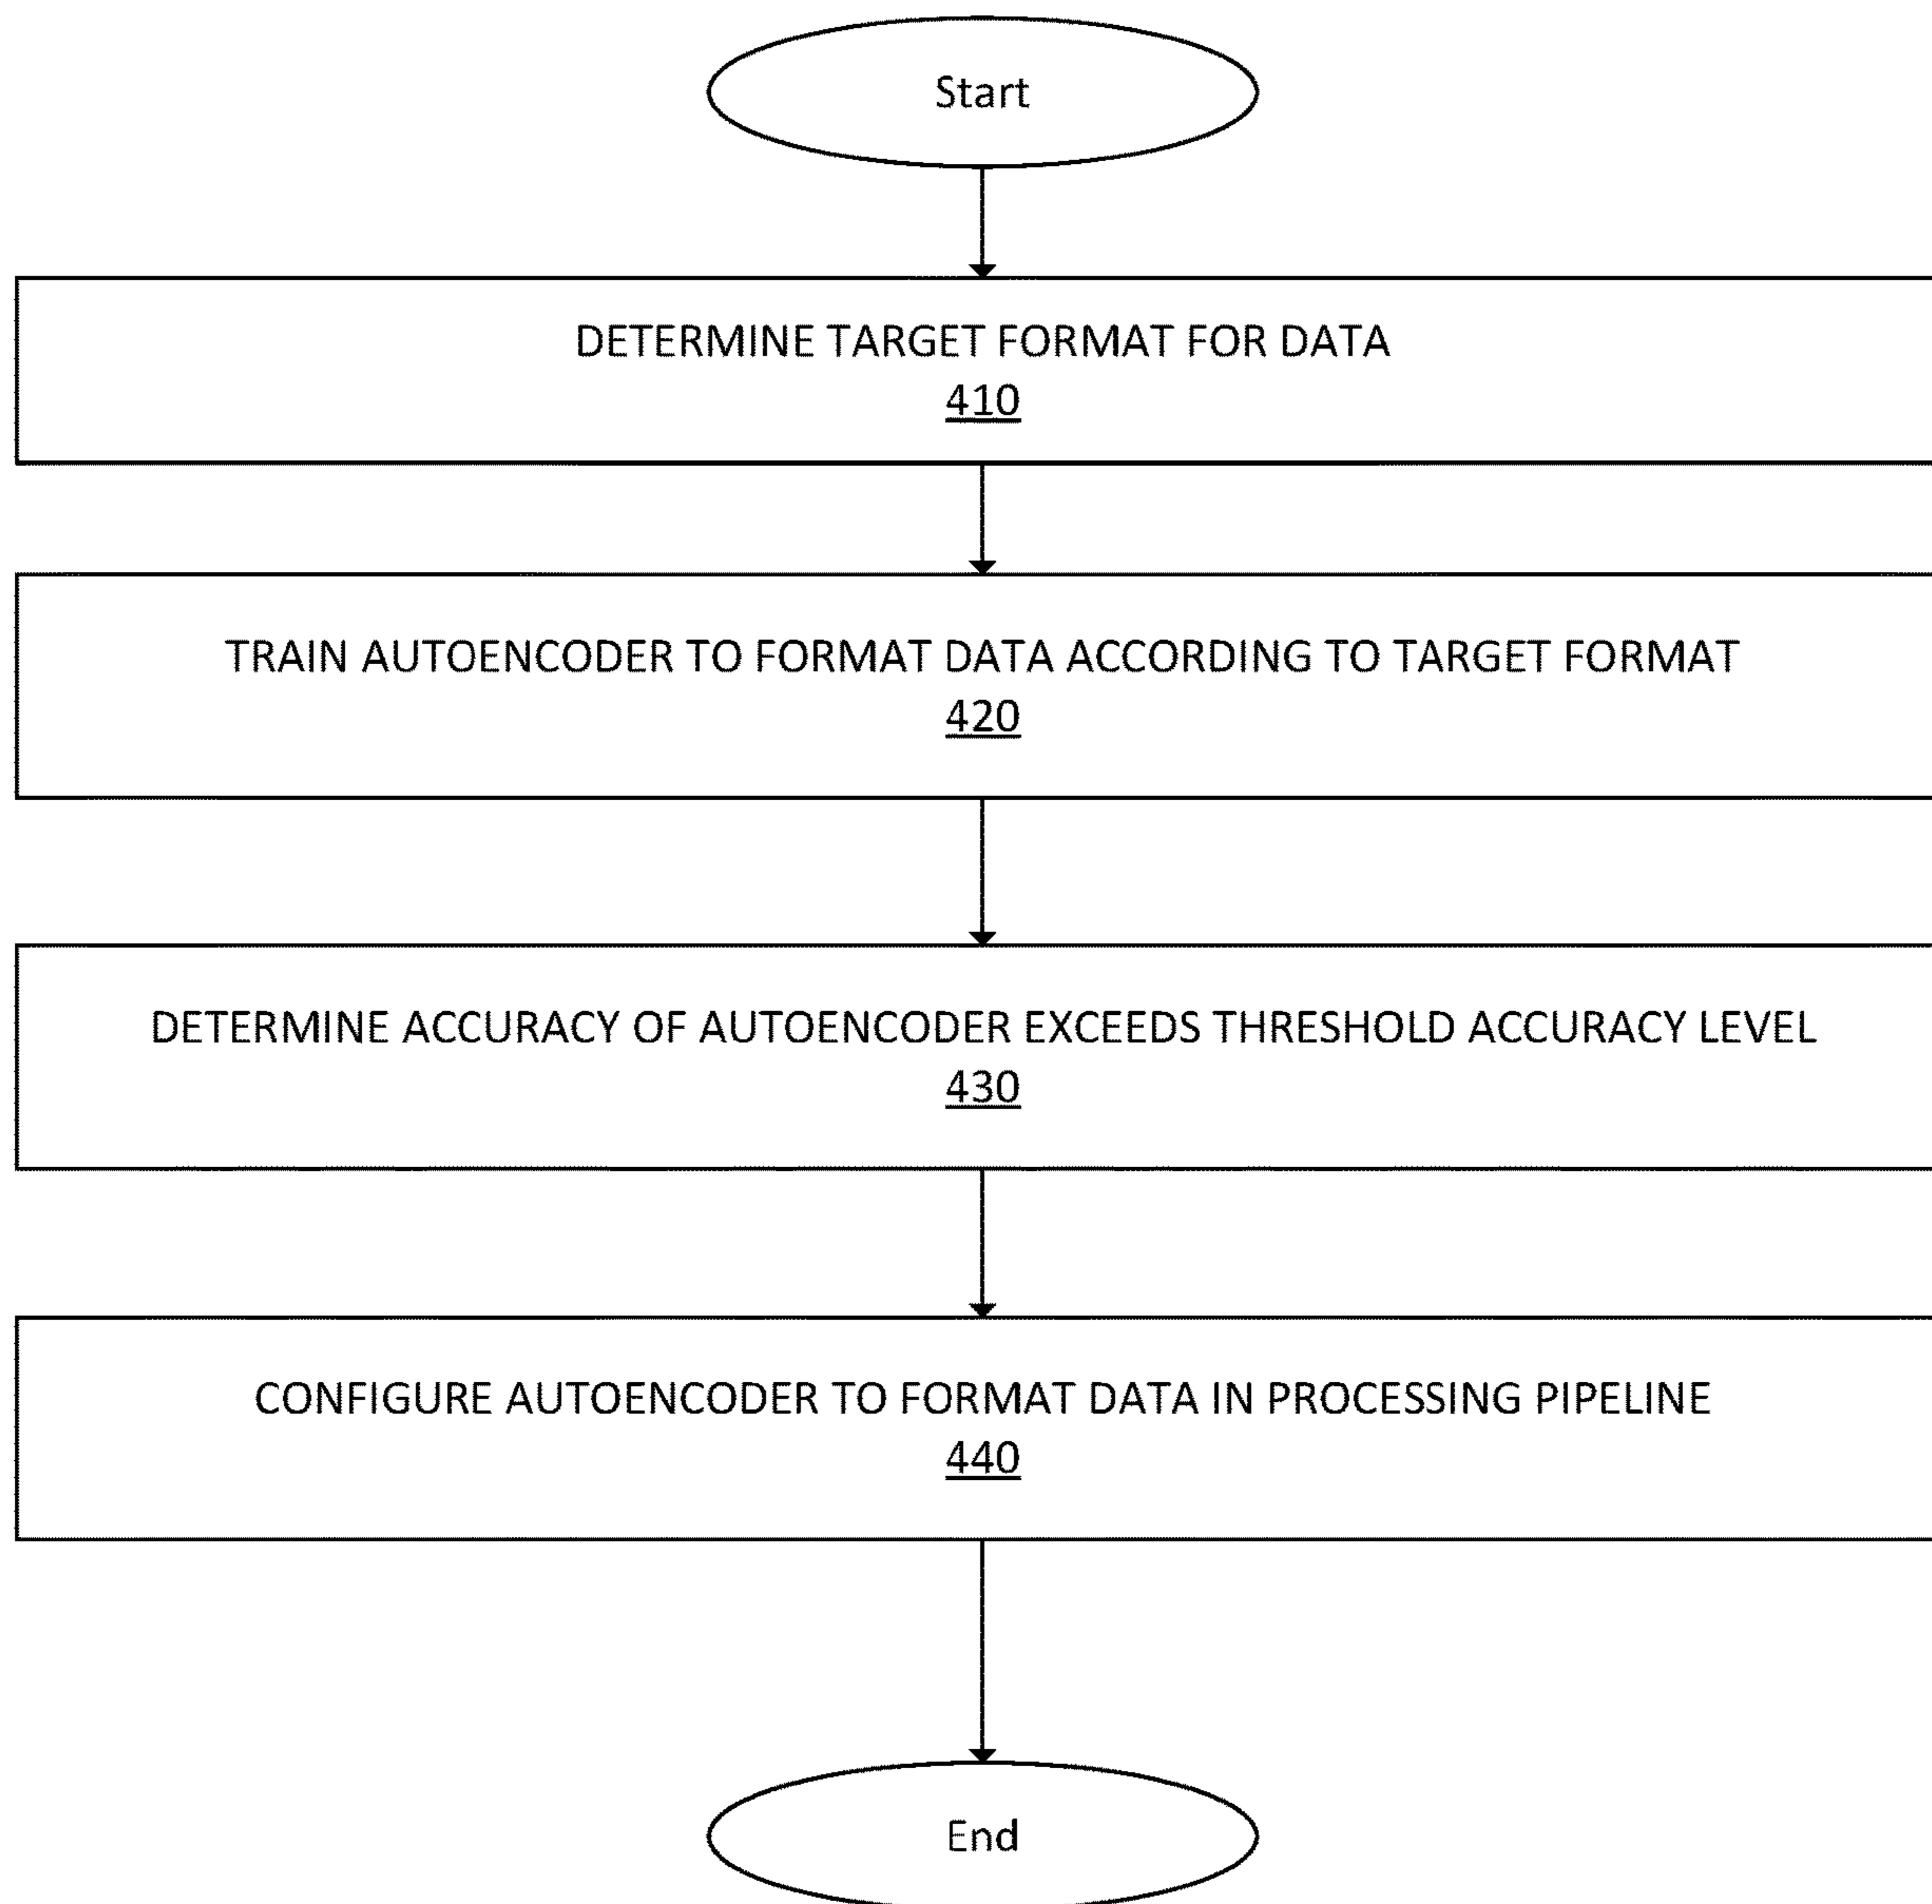 Start
DETERMINE TARGET FORMAT FOR DATA
410
TRAIN AUTOENCODER TO FORMAT DATA ACCORDING TO TARGET FORMAT
420
DETERMINE ACCURACY OF AUTOENCODER EXCEEDS THRESHOLD ACCURACY LEVEL
430
CONFIGURE AUTOENCODER TO FORMAT DATA IN PROCESSING PIPELINE
440
End